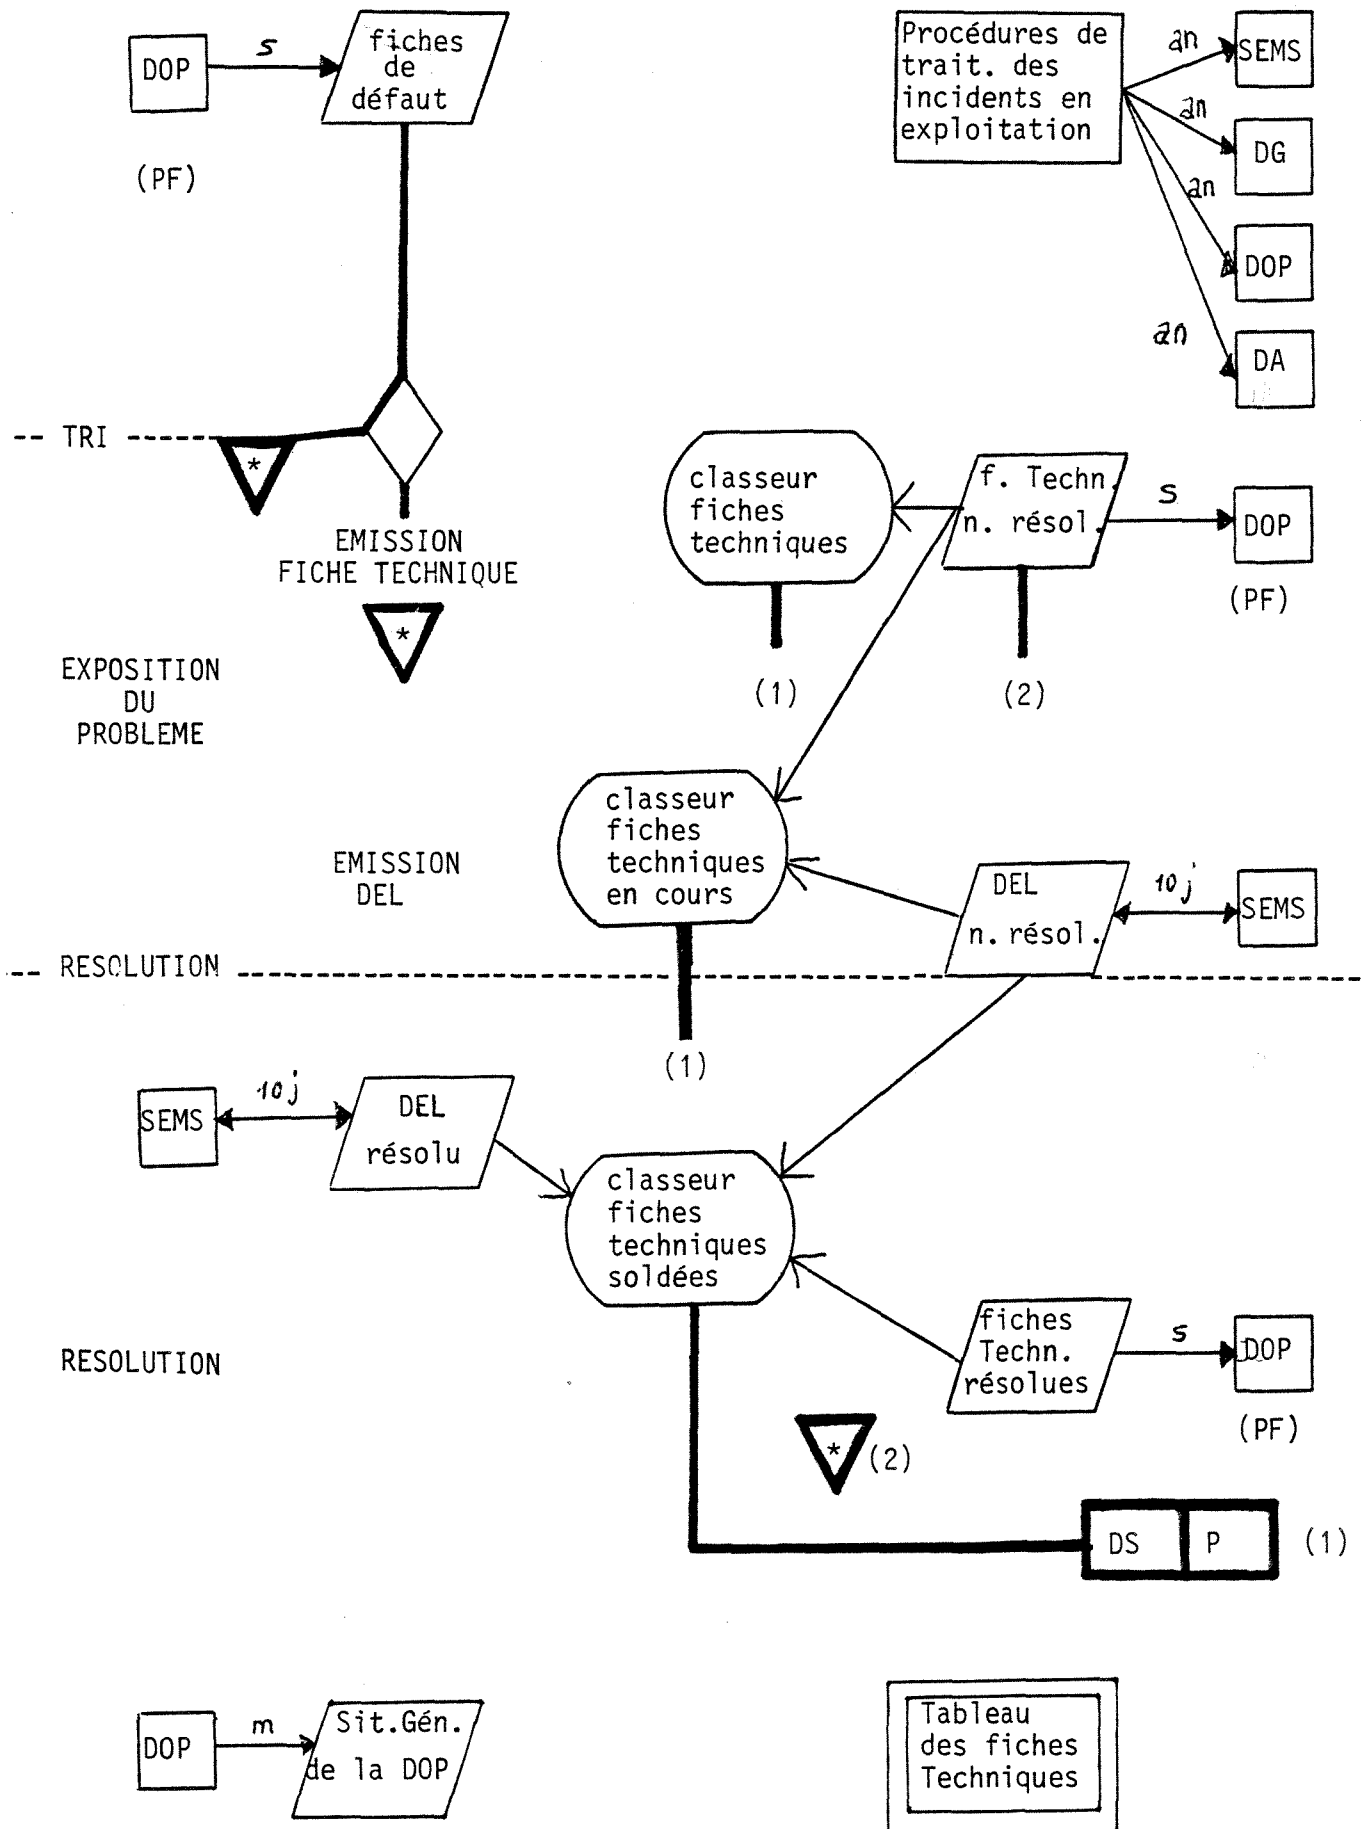 DOP
s
fiches
de
défaut
(PF)
Procédures de
trait. des
incidents en
exploitation
an
SEMS
an
DG
an
DOP
an
DA
-- TRI ------
*
EMISSION
FICHE TECHNIQUE
*
classeur
fiches
techniques
f. Techn.
n. résol.
s
DOP
(PF)
(1)
(2)
EXPOSITION
DU
PROBLEME
classeur
fiches
techniques
en cours
EMISSION
DEL
DEL
n. résol.
10 j
SEMS
-- RESOLUTION
(1)
SEMS
10 j
DEL
résolu
classeur
fiches
techniques
soldées
RESOLUTION
fiches
Techn.
résolues
s
DOP
(PF)
*
(2)
DS
P
(1)
DOP
m
Sit.Gén.
de la DOP
Tableau
des fiches
Techniques